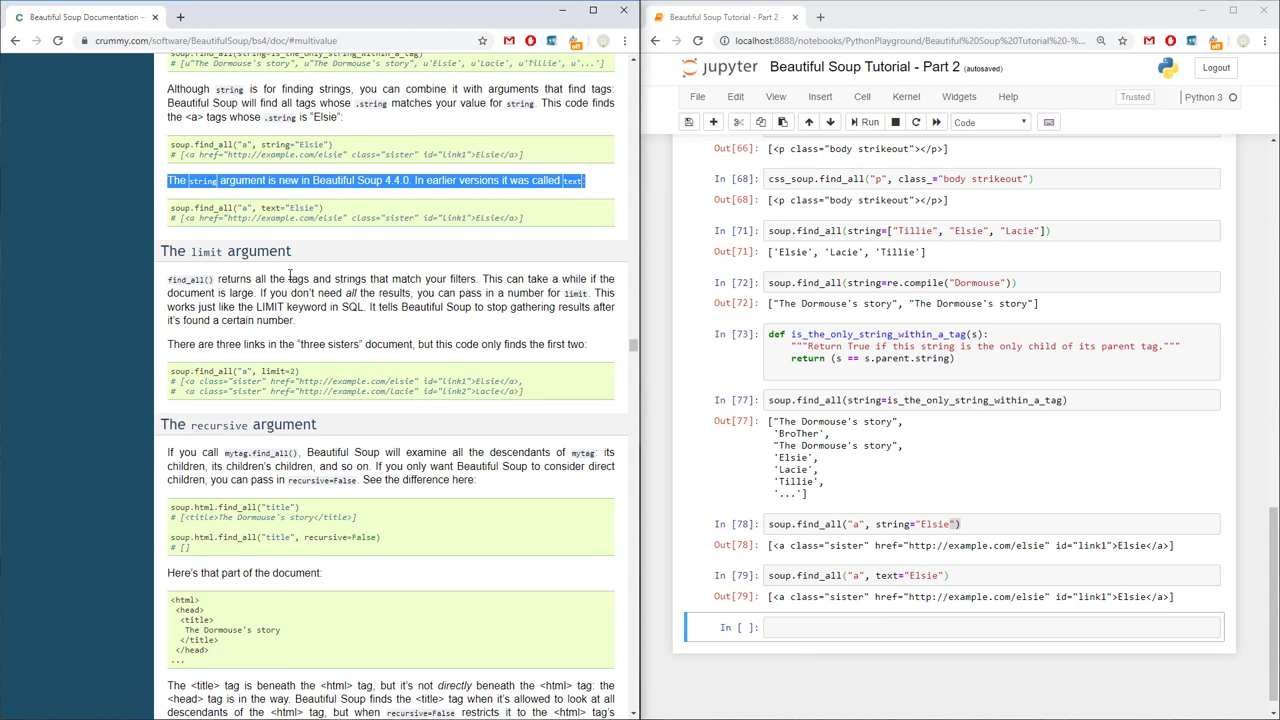 Beautiful Soup Documentation —
crummy.com/software/BeautifulSoup/bs4/doc/#multivalue
soup.find_all(string=is_the_only_string_within_a_tag)
# [u"The Dormouse's story", u"The Dormouse's story", u'Elsie', u'Lacie', u'Tillie', u'...']
Although string is for finding strings, you can combine it with arguments that find tags:
Beautiful Soup will find all tags whose .string matches your value for string. This code finds
the <a> tags whose .string is “Elsie”:
soup.find_all("a", string="Elsie")
# [<a href="http://example.com/elsie" class="sister" id="link1">Elsie</a>]
The string argument is new in Beautiful Soup 4.4.0. In earlier versions it was called text:
soup.find_all("a", text="Elsie")
# [<a href="http://example.com/elsie" class="sister" id="link1">Elsie</a>]
The limit argument
find_all() returns all the tags and strings that match your filters. This can take a while if the
document is large. If you don’t need all the results, you can pass in a number for limit. This
works just like the LIMIT keyword in SQL. It tells Beautiful Soup to stop gathering results after
it’s found a certain number.
There are three links in the “three sisters” document, but this code only finds the first two:
soup.find_all("a", limit=2)
# [<a class="sister" href="http://example.com/elsie" id="link1">Elsie</a>,
#  <a class="sister" href="http://example.com/lacie" id="link2">Lacie</a>]
The recursive argument
If you call mytag.find_all(), Beautiful Soup will examine all the descendants of mytag: its
children, its children’s children, and so on. If you only want Beautiful Soup to consider direct
children, you can pass in recursive=False. See the difference here:
soup.html.find_all("title")
# [<title>The Dormouse's story</title>]
soup.html.find_all("title", recursive=False)
# []
Here’s that part of the document:
<html>
<head>
<title>
The Dormouse's story
</title>
</head>
...
The <title> tag is beneath the <html> tag, but it’s not directly beneath the <html> tag: the
<head> tag is in the way. Beautiful Soup finds the <title> tag when it’s allowed to look at all
descendants of the <html> tag, but when recursive=False restricts it to the <html> tag’s
Beautiful Soup Tutorial - Part 2 -
localhost:8888/notebooks/PythonPlayground/Beautiful%20Soup%20Tutorial%20-%...
off
off
jupyter Beautiful Soup Tutorial - Part 2 (autosaved)
Logout
File Edit View Insert Cell Kernel Widgets Help
Trusted Python 3
Run Code
Out[66]: [<p class="body strikeout"></p>]
In [68]: css_soup.find_all("p", class_="body strikeout")
Out[68]: [<p class="body strikeout"></p>]
In [71]: soup.find_all(string=["Tillie", "Elsie", "Lacie"])
Out[71]: ['Elsie', 'Lacie', 'Tillie']
In [72]: soup.find_all(string=re.compile("Dormouse"))
Out[72]: ["The Dormouse's story", "The Dormouse's story"]
In [73]: def is_the_only_string_within_a_tag(s):
"""Return True if this string is the only child of its parent tag."""
return (s == s.parent.string)
In [77]: soup.find_all(string=is_the_only_string_within_a_tag)
Out[77]: ["The Dormouse's story",
'BroTher',
"The Dormouse's story",
'Elsie',
'Lacie',
'Tillie',
'...']
In [78]: soup.find_all("a", string="Elsie")
Out[78]: [<a class="sister" href="http://example.com/elsie" id="link1">Elsie</a>]
In [79]: soup.find_all("a", text="Elsie")
Out[79]: [<a class="sister" href="http://example.com/elsie" id="link1">Elsie</a>]
In [ ]: